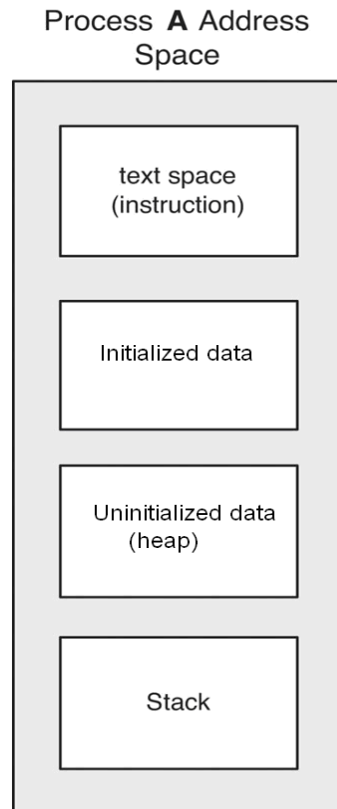 Process A Address
Space
text space
(instruction)
Initialized data
Uninitialized data
(heap)
Stack